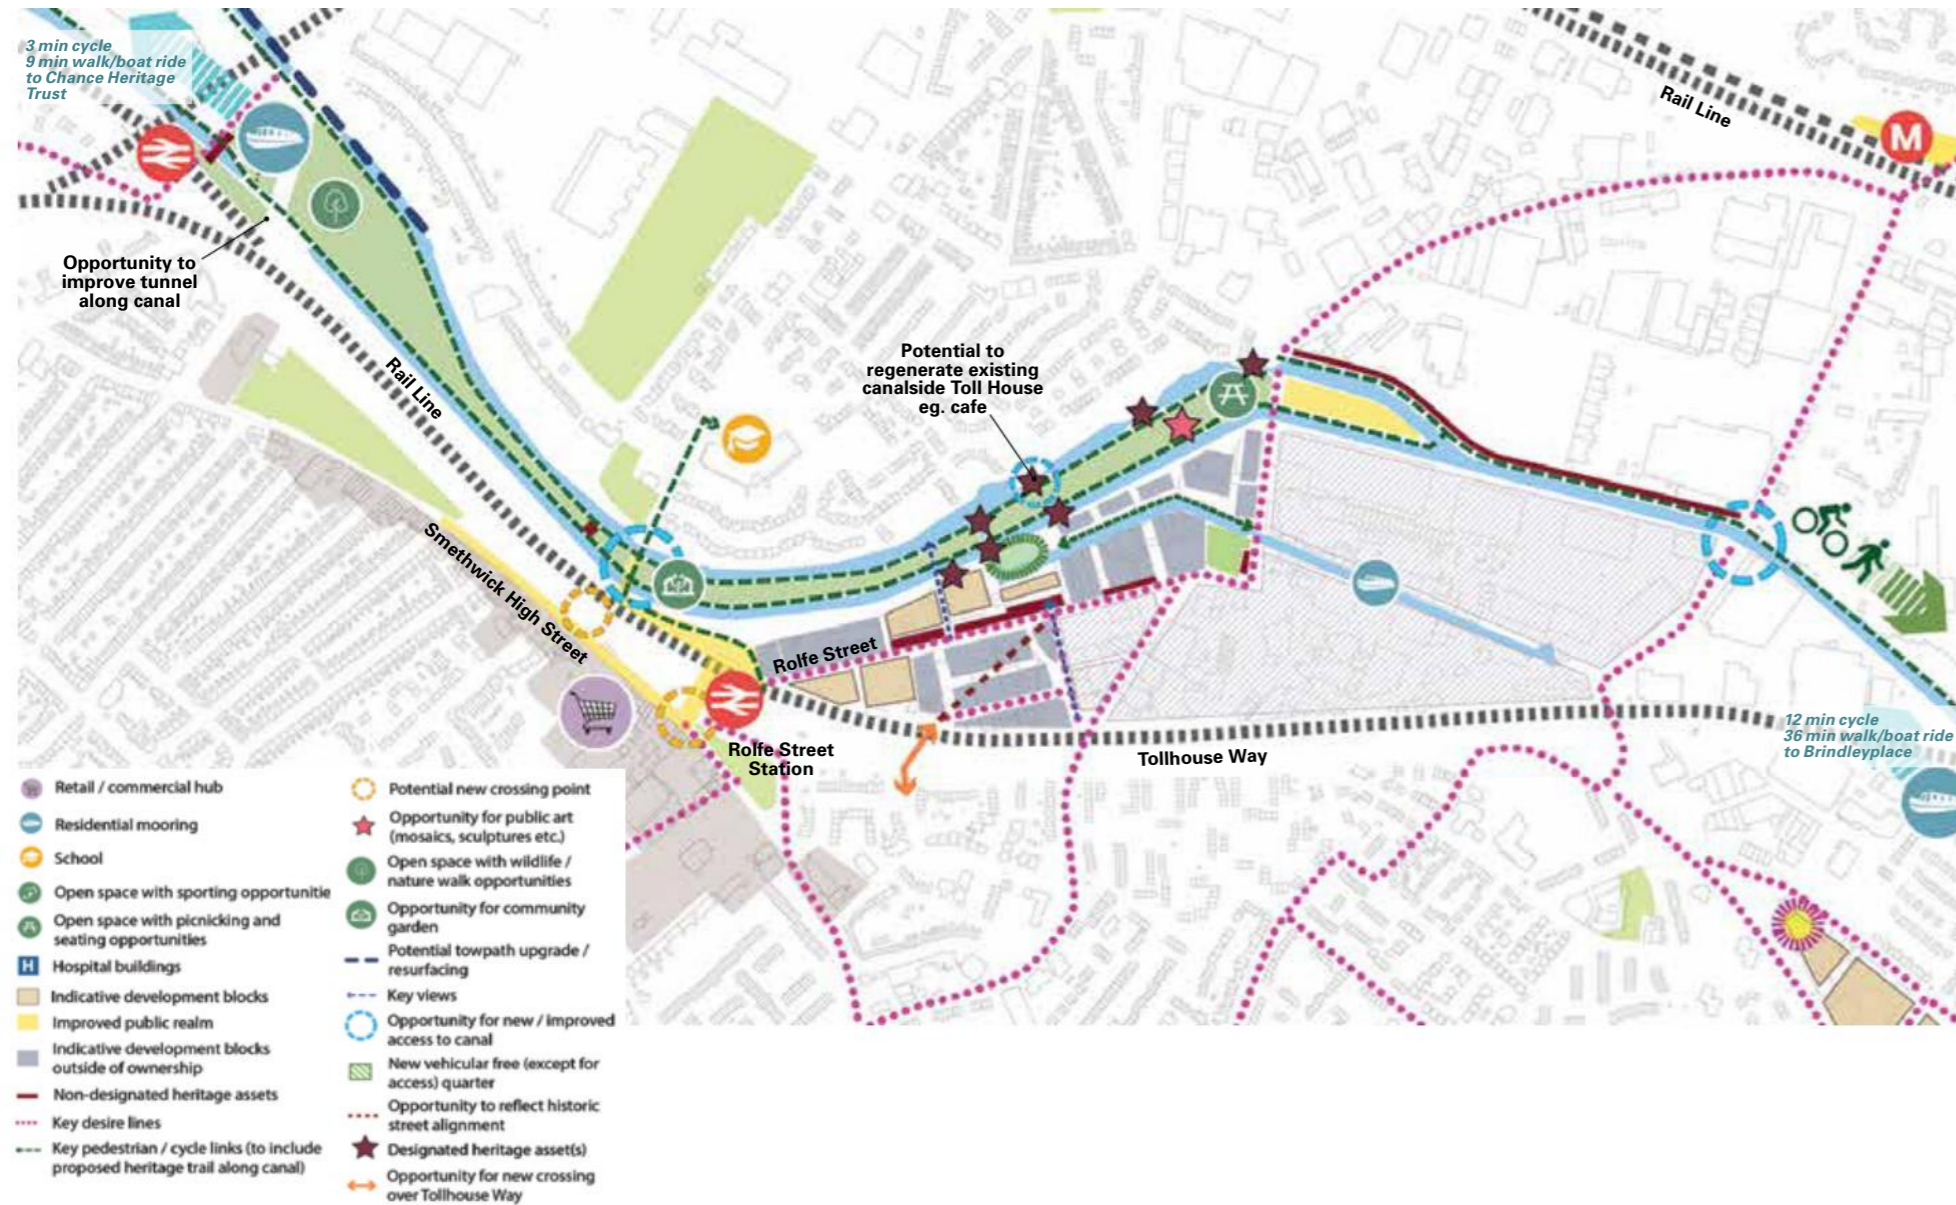 3 min cycle
9 min walk/boat ride
to Chance Heritage
Trust
Rail Line
M
Opportunity to
improve tunnel
along canal
Rail Line
Potential to
regenerate existing
canalside Toll House
eg. cafe
Smethwick High Street
Rolfe Street
Rolfe Street
Station
Tollhouse Way
12 min cycle
36 min walk/boat ride
to Brindleyplace
Retail / commercial hub
Residential mooring
School
Open space with sporting opportunitie
Open space with picnicking and
seating opportunities
H
Hospital buildings
Indicative development blocks
Improved public realm
Indicative development blocks
outside of ownership
Non-designated heritage assets
Key desire lines
Key pedestrian / cycle links (to include
proposed heritage trail along canal)
Potential new crossing point
Opportunity for public art
(mosaics, sculptures etc.)
Open space with wildlife /
nature walk opportunities
Opportunity for community
garden
Potential towpath upgrade /
resurfacing
Key views
Opportunity for new / improved
access to canal
New vehicular free (except for
access) quarter
Opportunity to reflect historic
street alignment
Designated heritage asset(s)
Opportunity for new crossing
over Tollhouse Way